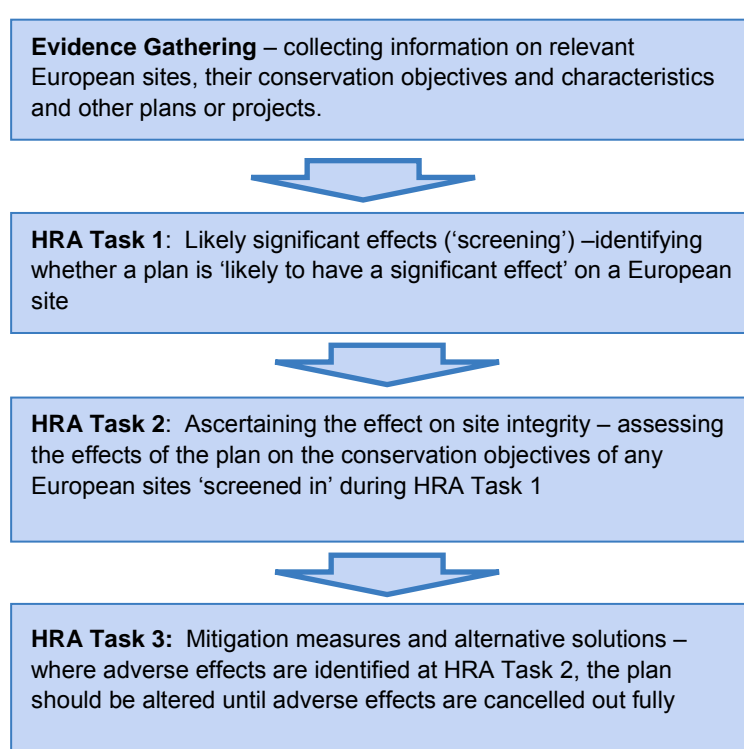 Evidence Gathering – collecting information on relevant
European sites, their conservation objectives and characteristics
and other plans or projects.
HRA Task 1:  Likely significant effects (‘screening’) –identifying
whether a plan is ‘likely to have a significant effect’ on a European
site
HRA Task 2:  Ascertaining the effect on site integrity – assessing
the effects of the plan on the conservation objectives of any
European sites ‘screened in’ during HRA Task 1
HRA Task 3:  Mitigation measures and alternative solutions –
where adverse effects are identified at HRA Task 2, the plan
should be altered until adverse effects are cancelled out fully